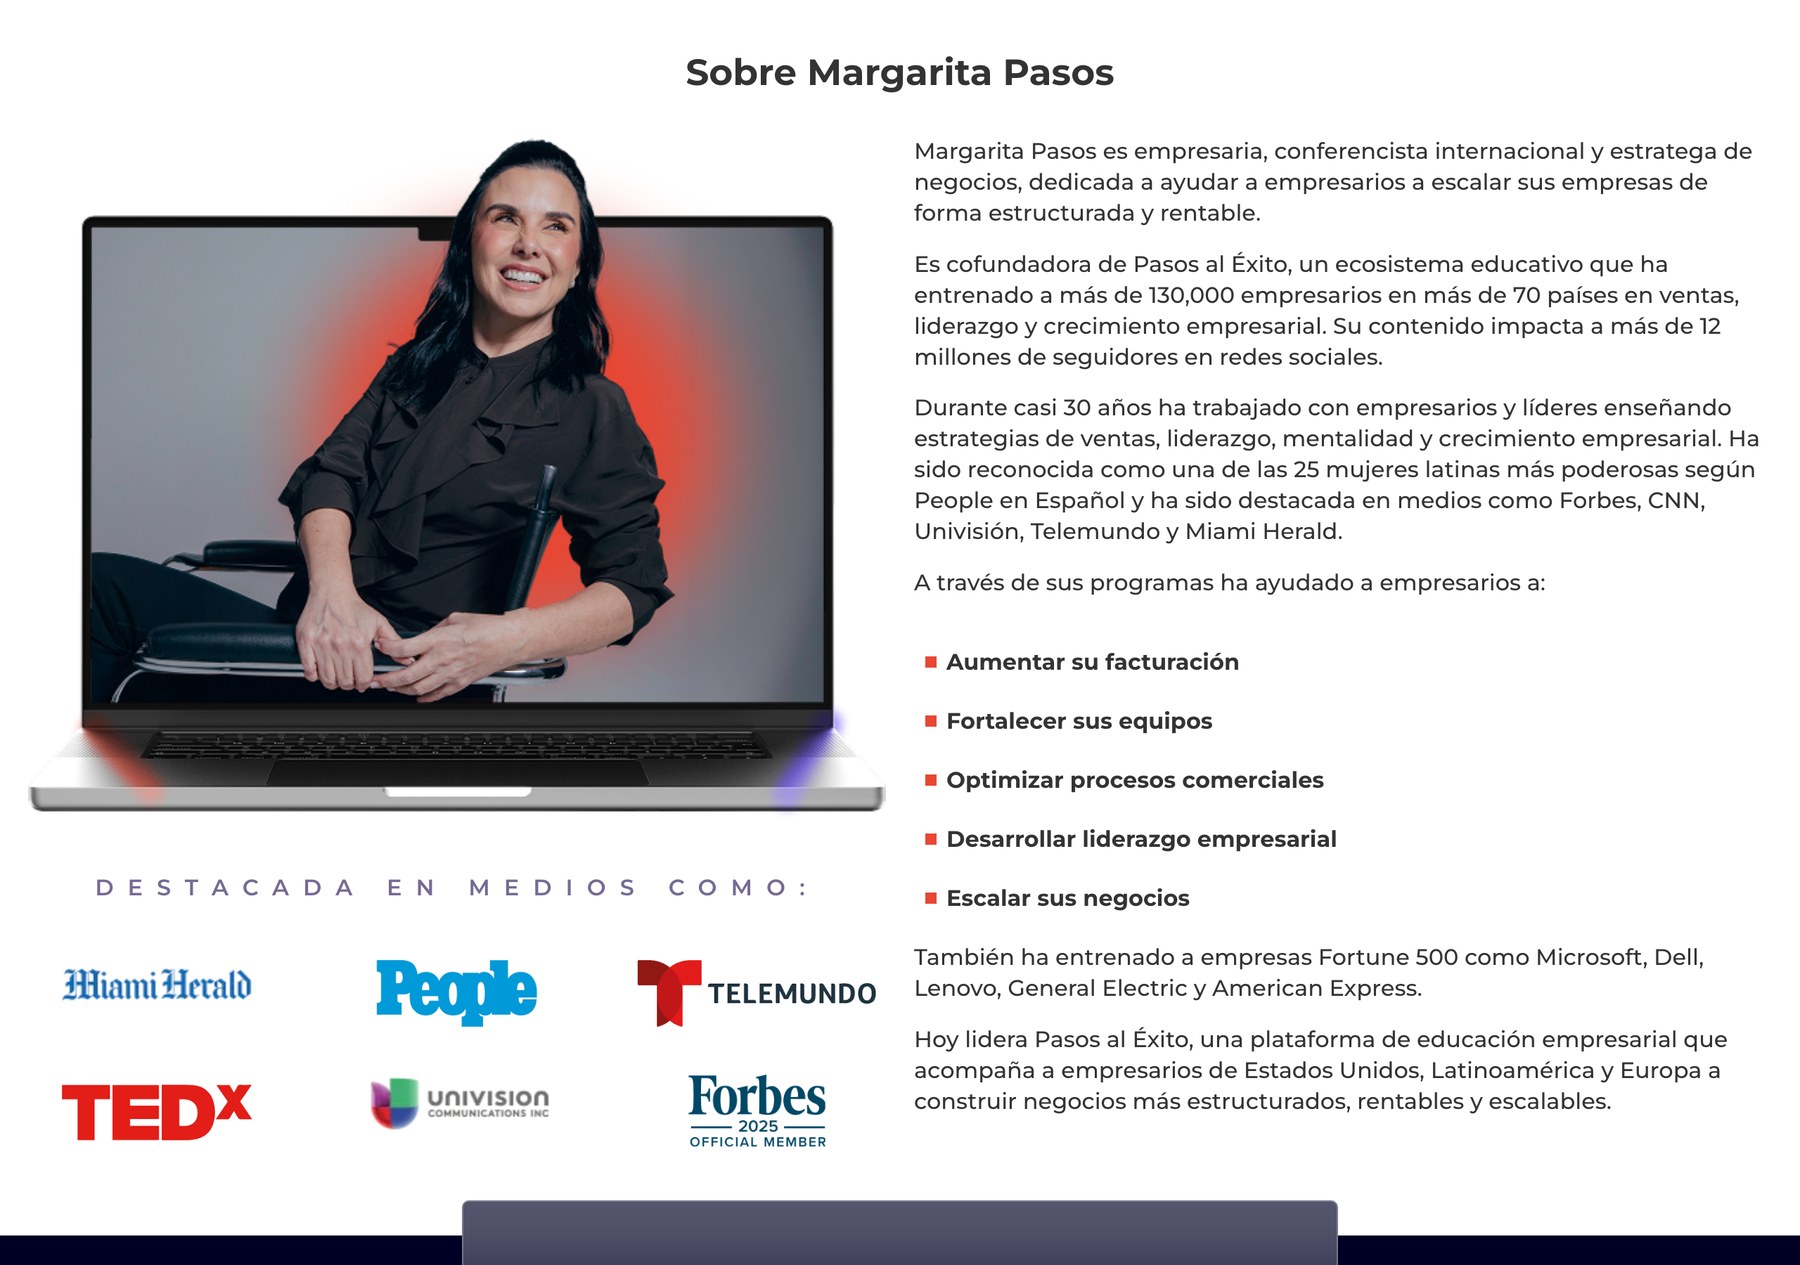 Sobre Margarita Pasos
Margarita Pasos es empresaria, conferencista internacional y estratega de
negocios, dedicada a ayudar a empresarios a escalar sus empresas de
forma estructurada y rentable.
Es cofundadora de Pasos al Éxito, un ecosistema educativo que ha
entrenado a más de 130,000 empresarios en más de 70 países en ventas,
liderazgo y crecimiento empresarial. Su contenido impacta a más de 12
millones de seguidores en redes sociales.
Durante casi 30 años ha trabajado con empresarios y líderes enseñando
estrategias de ventas, liderazgo, mentalidad y crecimiento empresarial. Ha
sido reconocida como una de las 25 mujeres latinas más poderosas según
People en Español y ha sido destacada en medios como Forbes, CNN,
Univisión, Telemundo y Miami Herald.
A través de sus programas ha ayudado a empresarios a:
Aumentar su facturación
Fortalecer sus equipos
Optimizar procesos comerciales
Desarrollar liderazgo empresarial
Escalar sus negocios
También ha entrenado a empresas Fortune 500 como Microsoft, Dell,
Lenovo, General Electric y American Express.
Hoy lidera Pasos al Éxito, una plataforma de educación empresarial que
acompaña a empresarios de Estados Unidos, Latinoamérica y Europa a
construir negocios más estructurados, rentables y escalables.
DESTACADA EN MEDIOS COMO:
Miami Herald
People
TELEMUNDO
TEDx
UNIVISION
COMMUNICATIONS INC
Forbes
2025
OFFICIAL MEMBER